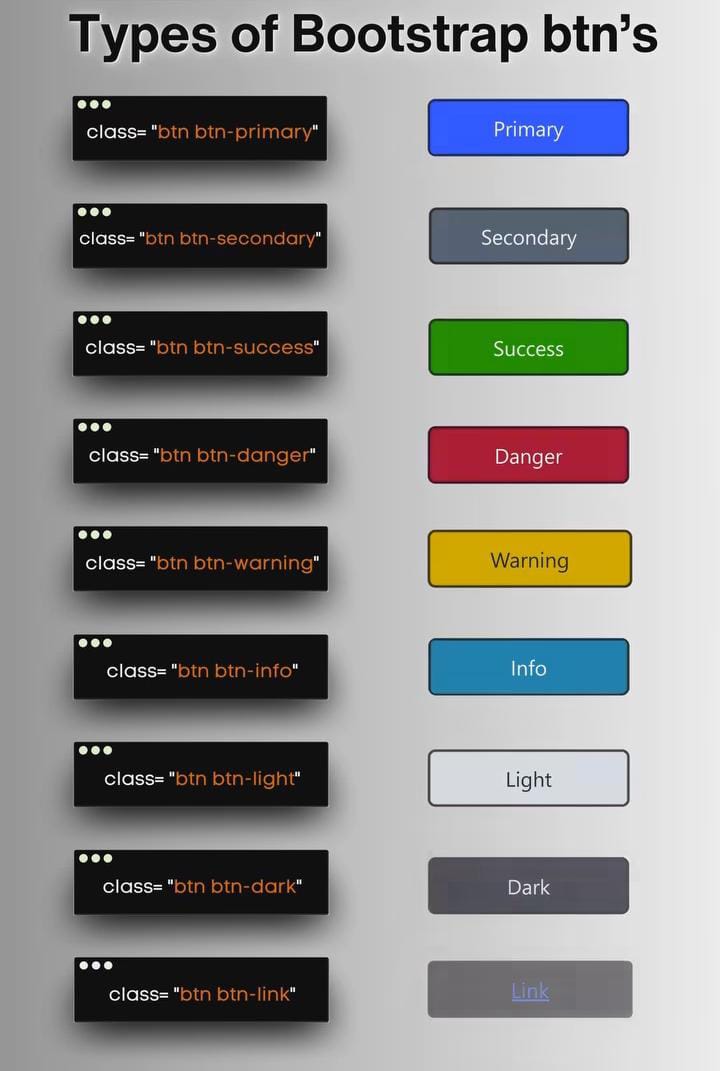 Types of Bootstrap btn’s
class= "btn btn-primary"
Primary
class= "btn btn-secondary"
Secondary
class= "btn btn-success"
Success
class= "btn btn-danger"
Danger
class= "btn btn-warning"
Warning
class= "btn btn-info"
Info
class= "btn btn-light"
Light
class= "btn btn-dark"
Dark
class= "btn btn-link"
Link